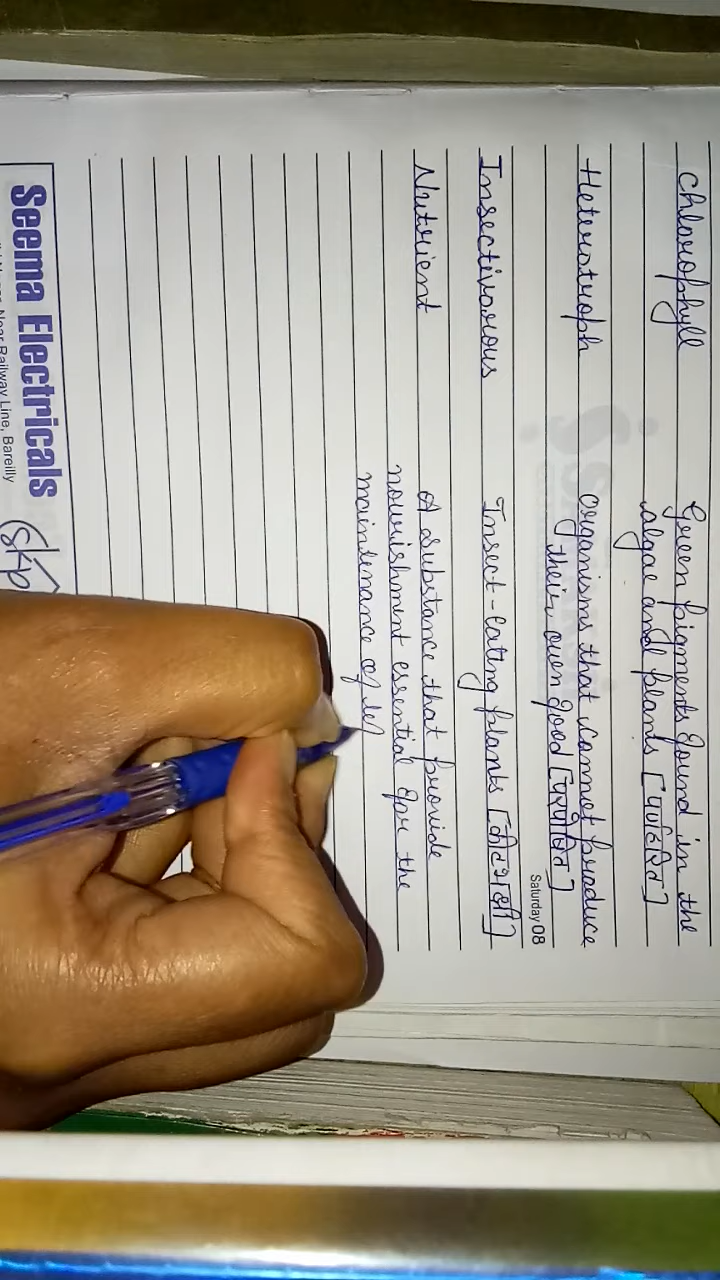 Chlorophyll Green pigments found in the
algae and plants [पर्णहरित]
Heterotroph Organisms that cannot produce
their own food [परपोषित]
Saturday 08
Insectivorous Insect-eating plants [कीटभक्षी]
Nutrient A substance that provide
nourishment essential for the
maintenance of
Seema Electricals
Near Railway Line, Bareilly
(skp